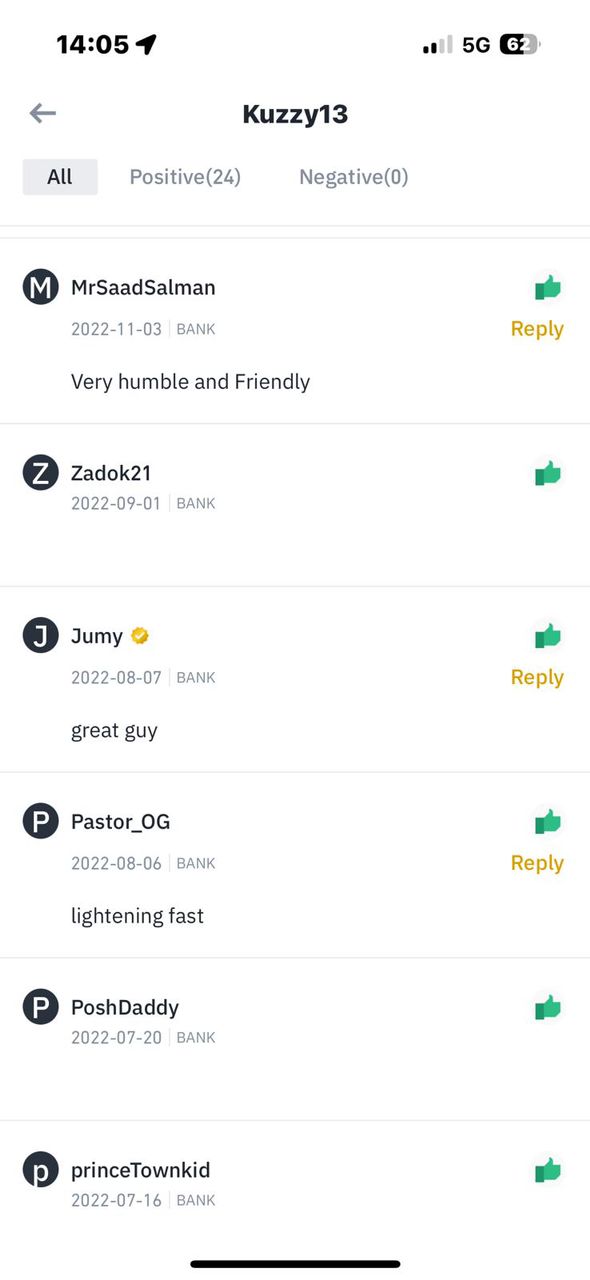 14:05
5G 62
Kuzzy13
All Positive(24) Negative(0)
M MrSaadSalman
2022-11-03 BANK Reply
Very humble and Friendly
Z Zadok21
2022-09-01 BANK
J Jumy
2022-08-07 BANK Reply
great guy
P Pastor_OG
2022-08-06 BANK Reply
lightening fast
P PoshDaddy
2022-07-20 BANK
p princeTownkid
2022-07-16 BANK